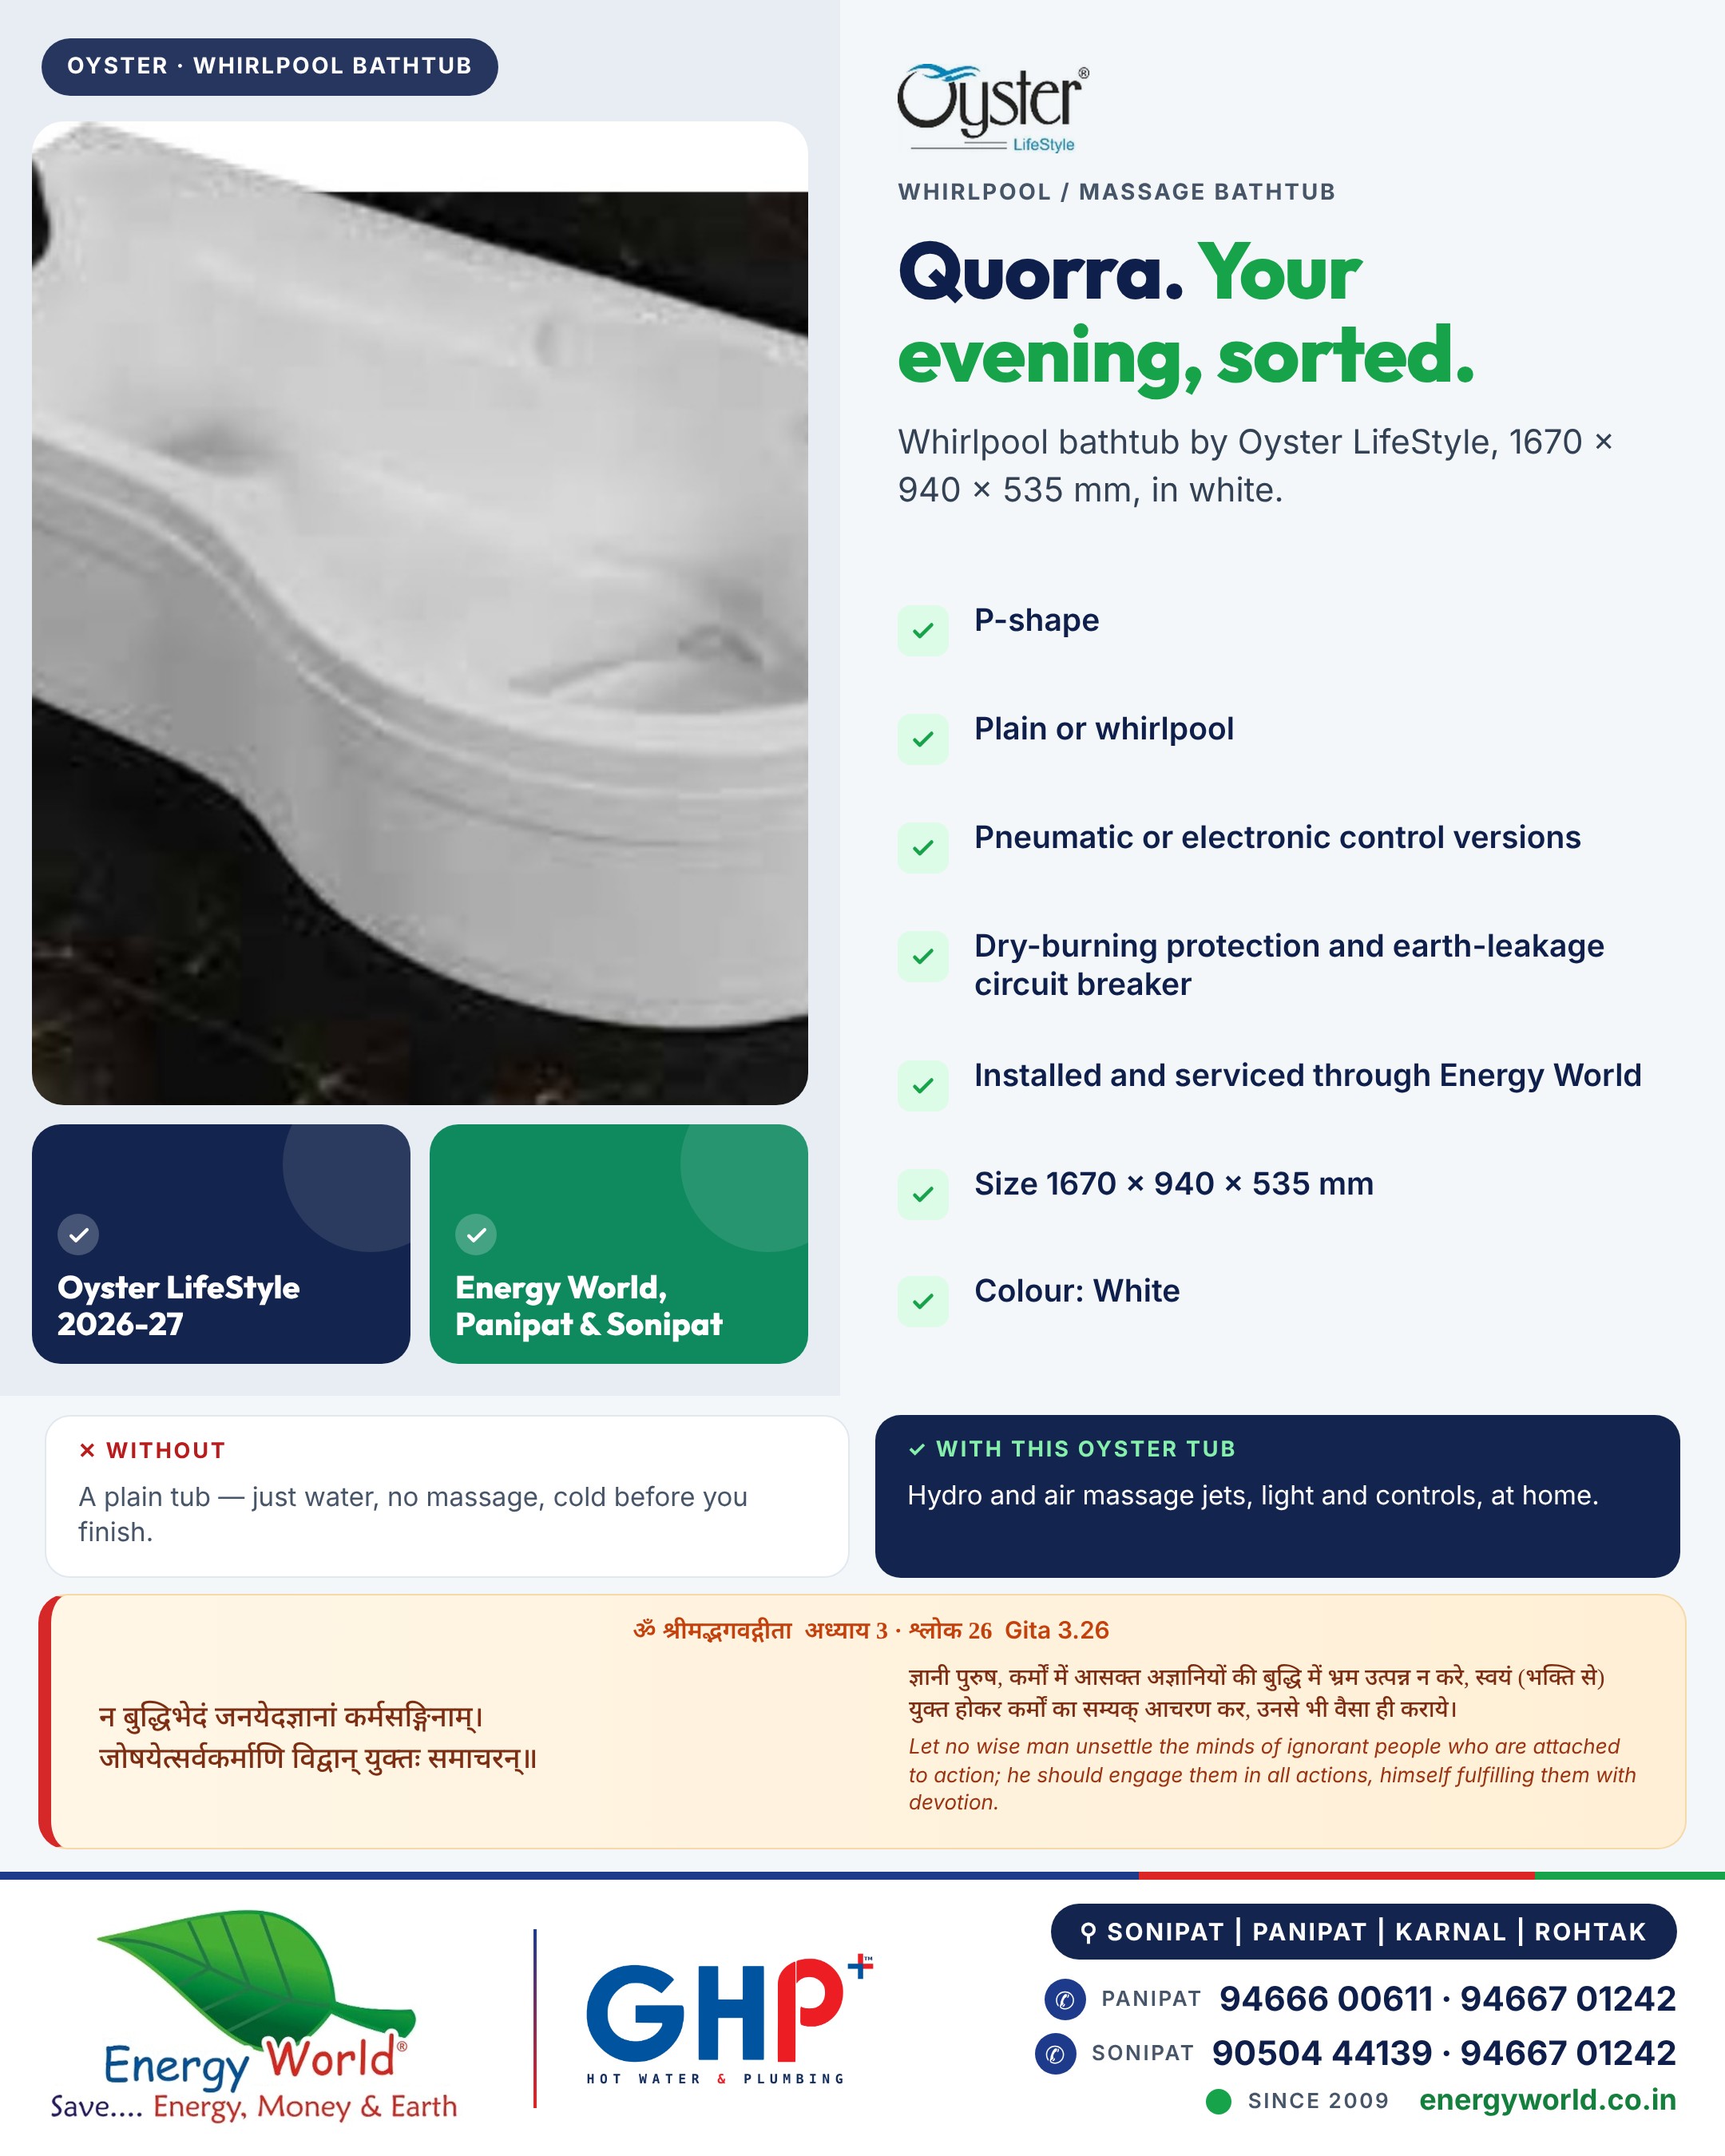 OYSTER · WHIRLPOOL BATHTUB
Oyster®
LifeStyle
WHIRLPOOL / MASSAGE BATHTUB
Quorra. Your
evening, sorted.
Whirlpool bathtub by Oyster LifeStyle, 1670 ×
940 × 535 mm, in white.
P-shape
Plain or whirlpool
Pneumatic or electronic control versions
Dry-burning protection and earth-leakage
circuit breaker
Installed and serviced through Energy World
Size 1670 × 940 × 535 mm
Colour: White
Oyster LifeStyle
2026-27
Energy World,
Panipat & Sonipat
× WITHOUT
A plain tub — just water, no massage, cold before you
finish.
✓ WITH THIS OYSTER TUB
Hydro and air massage jets, light and controls, at home.
ॐ श्रीमद्भगवद्गीता अध्याय 3 · श्लोक 26 Gita 3.26
न बुद्धिभेदं जनयेदज्ञानां कर्मसङ्गिनाम्।
जोषयेत्सर्वकर्माणि विद्वान् युक्तः समाचरन्॥
ज्ञानी पुरुष, कर्मों में आसक्त अज्ञानियों की बुद्धि में भ्रम उत्पन्न न करे, स्वयं (भक्ति से)
युक्त होकर कर्मों का सम्यक् आचरण कर, उनसे भी वैसा ही कराये।
Let no wise man unsettle the minds of ignorant people who are attached
to action; he should engage them in all actions, himself fulfilling them with
devotion.
Energy World®
Save.... Energy, Money & Earth
GHP+™
HOT WATER & PLUMBING
SONIPAT | PANIPAT | KARNAL | ROHTAK
PANIPAT 94666 00611 · 94667 01242
SONIPAT 90504 44139 · 94667 01242
SINCE 2009 energyworld.co.in